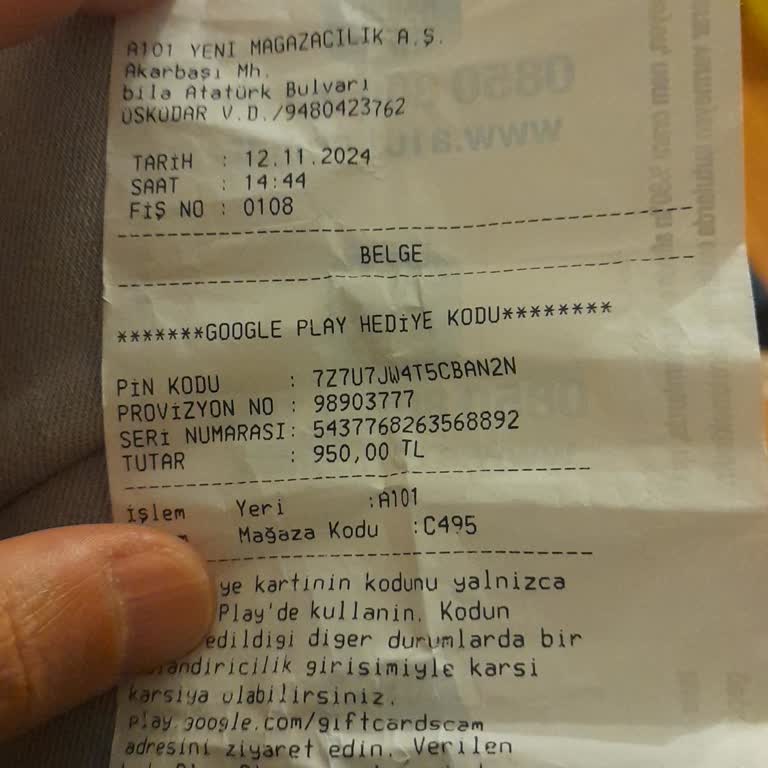 A101 YENİ MAGAZACILIK A.Ş.
Akarbaşı Mh.
bila Atatürk Bulvarı
ÜSKÜDAR V.D./9480423762
TARİH : 12.11.2024
SAAT : 14:44
FİŞ NO : 0108
BELGE
*******GOOGLE PLAY HEDİYE KODU********
PİN KODU : 7Z7U7JW4T5CBAN2N
PROVİZYON NO : 98903777
SERİ NUMARASI: 5437768263568892
TUTAR : 950,00 TL
işlem Yeri :A101
Mağaza Kodu :C495
ye kartinin kodunu yalnizca
Play'de kullanin. Kodun
edildigi diger durumlarda bir
landiricilik girisimiyle karsi
karsiya olabilirsiniz.
play.google.com/giftcardscam
adresini ziyaret edin. Verilen